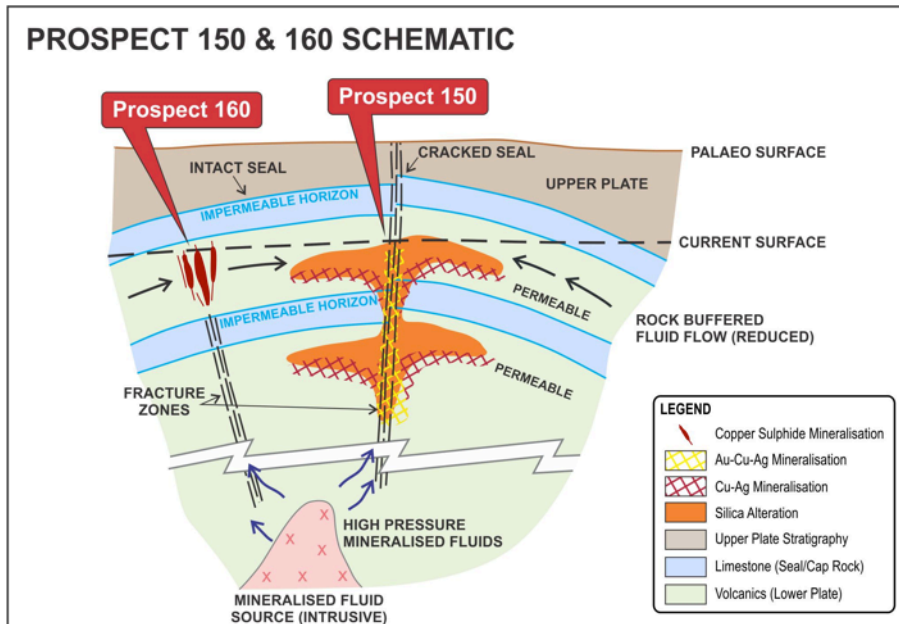 PROSPECT 150 & 160 SCHEMATIC
Prospect 160
Prospect 150
INTACT SEAL
CRACKED SEAL
PALAEO SURFACE
UPPER PLATE
IMPERMEABLE HORIZON
CURRENT SURFACE
PERMEABLE
IMPERMEABLE HORIZON
ROCK BUFFERED
FLUID FLOW (REDUCED)
PERMEABLE
FRACTURE
ZONES
HIGH PRESSURE
MINERALISED FLUIDS
X
X X
X X
X X X
MINERALISED FLUID
SOURCE (INTRUSIVE)
LEGEND
Copper Sulphide Mineralisation
Au-Cu-Ag Mineralisation
Cu-Ag Mineralisation
Silica Alteration
Upper Plate Stratigraphy
Limestone (Seal/Cap Rock)
Volcanics (Lower Plate)